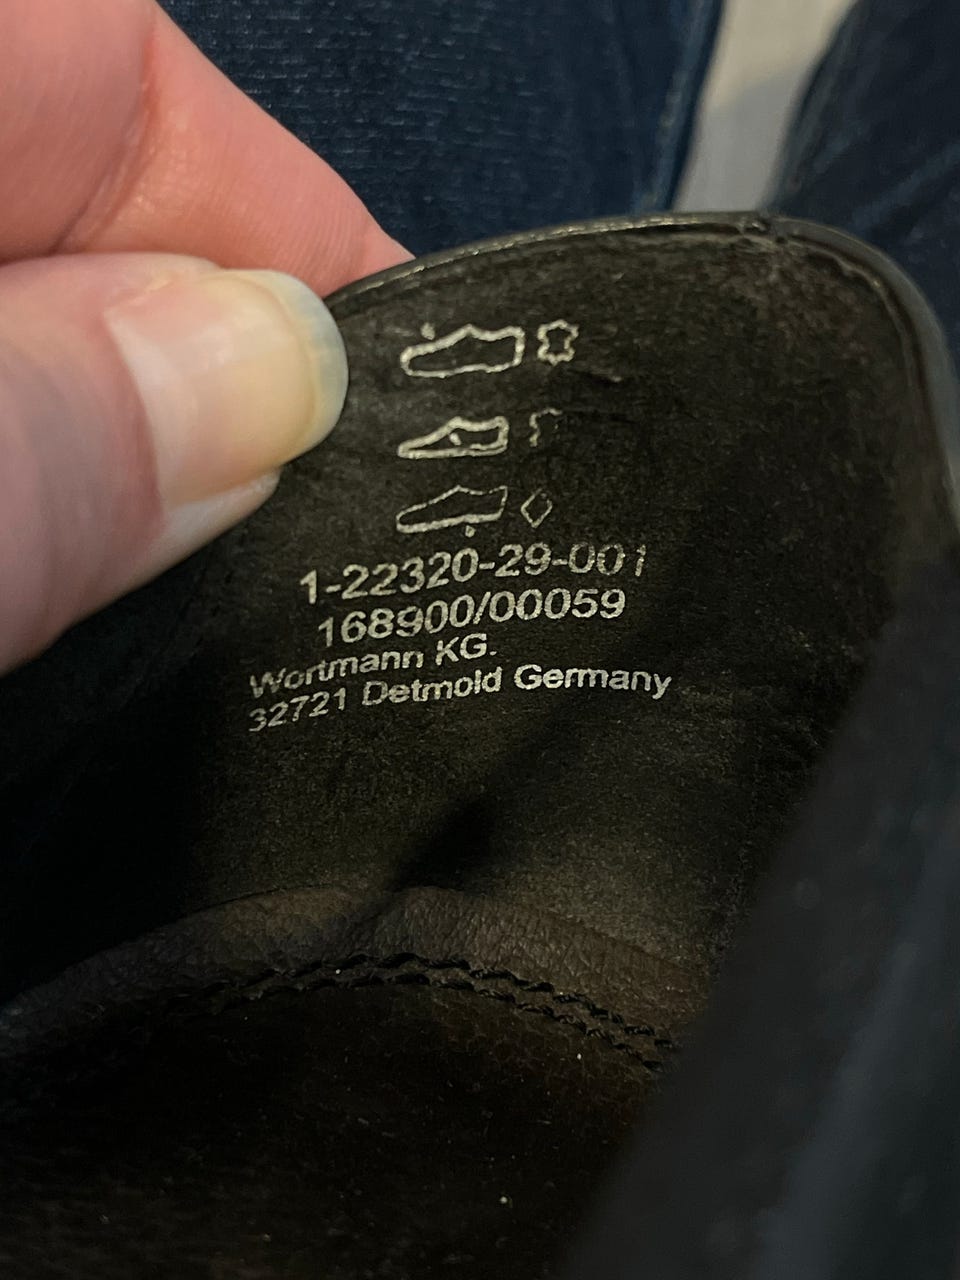 1-22320-29-001
168900/00059
Wortmann KG.
32721 Detmold Germany